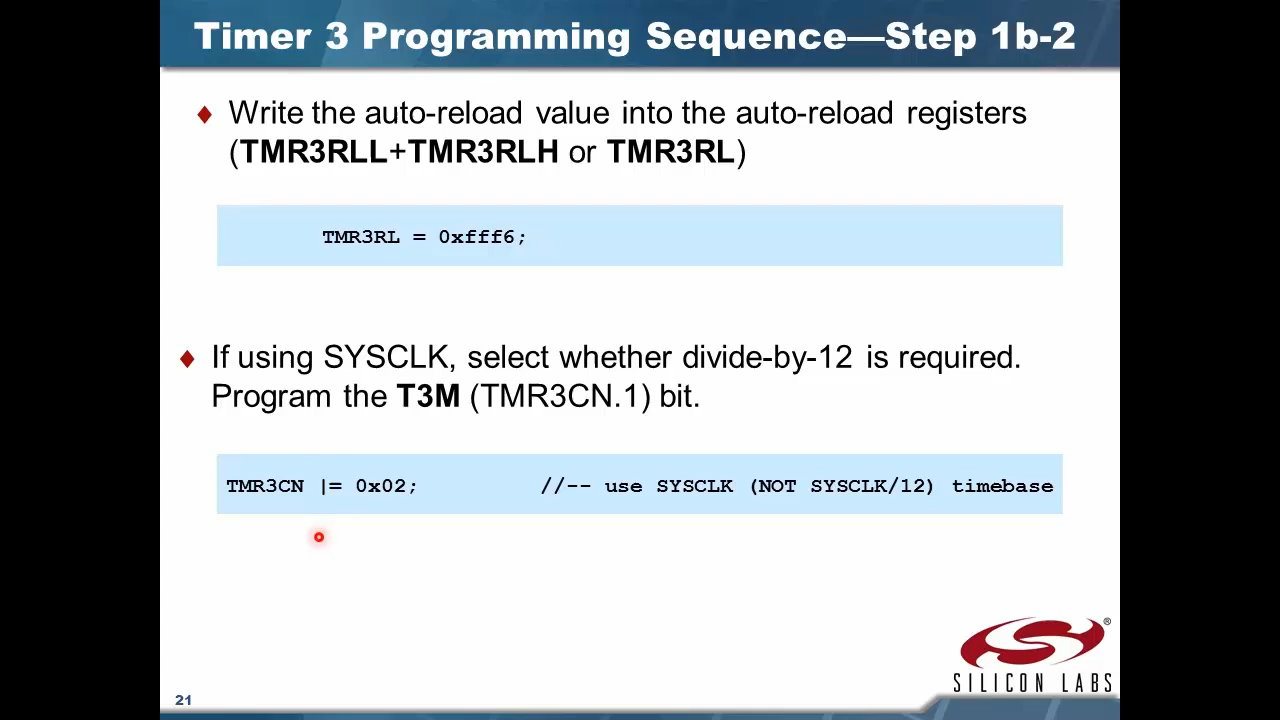 Timer 3 Programming Sequence—Step 1b-2
♦ Write the auto-reload value into the auto-reload registers
(TMR3RLL+TMR3RLH or TMR3RL)
TMR3RL = 0xfff6;
♦ If using SYSCLK, select whether divide-by-12 is required.
Program the T3M (TMR3CN.1) bit.
TMR3CN |= 0x02; //-- use SYSCLK (NOT SYSCLK/12) timebase
®
SILICON LABS
21